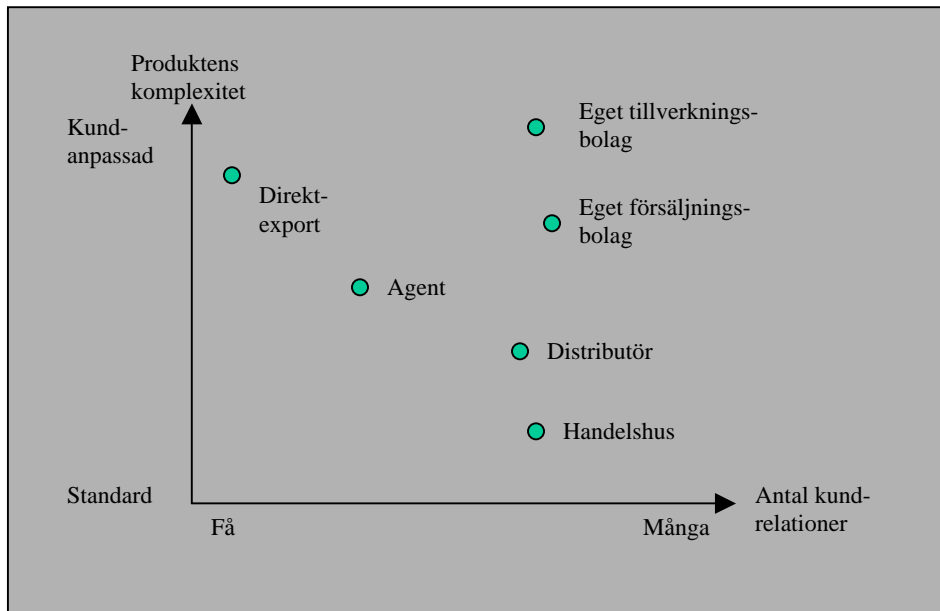 Produktens
komplexitet
Kund-
anpassad
Eget tillverknings-
bolag
Direkt-
export
Eget försäljnings-
bolag
Agent
Distributör
Handelshus
Standard
Få
Många
Antal kund-
relationer